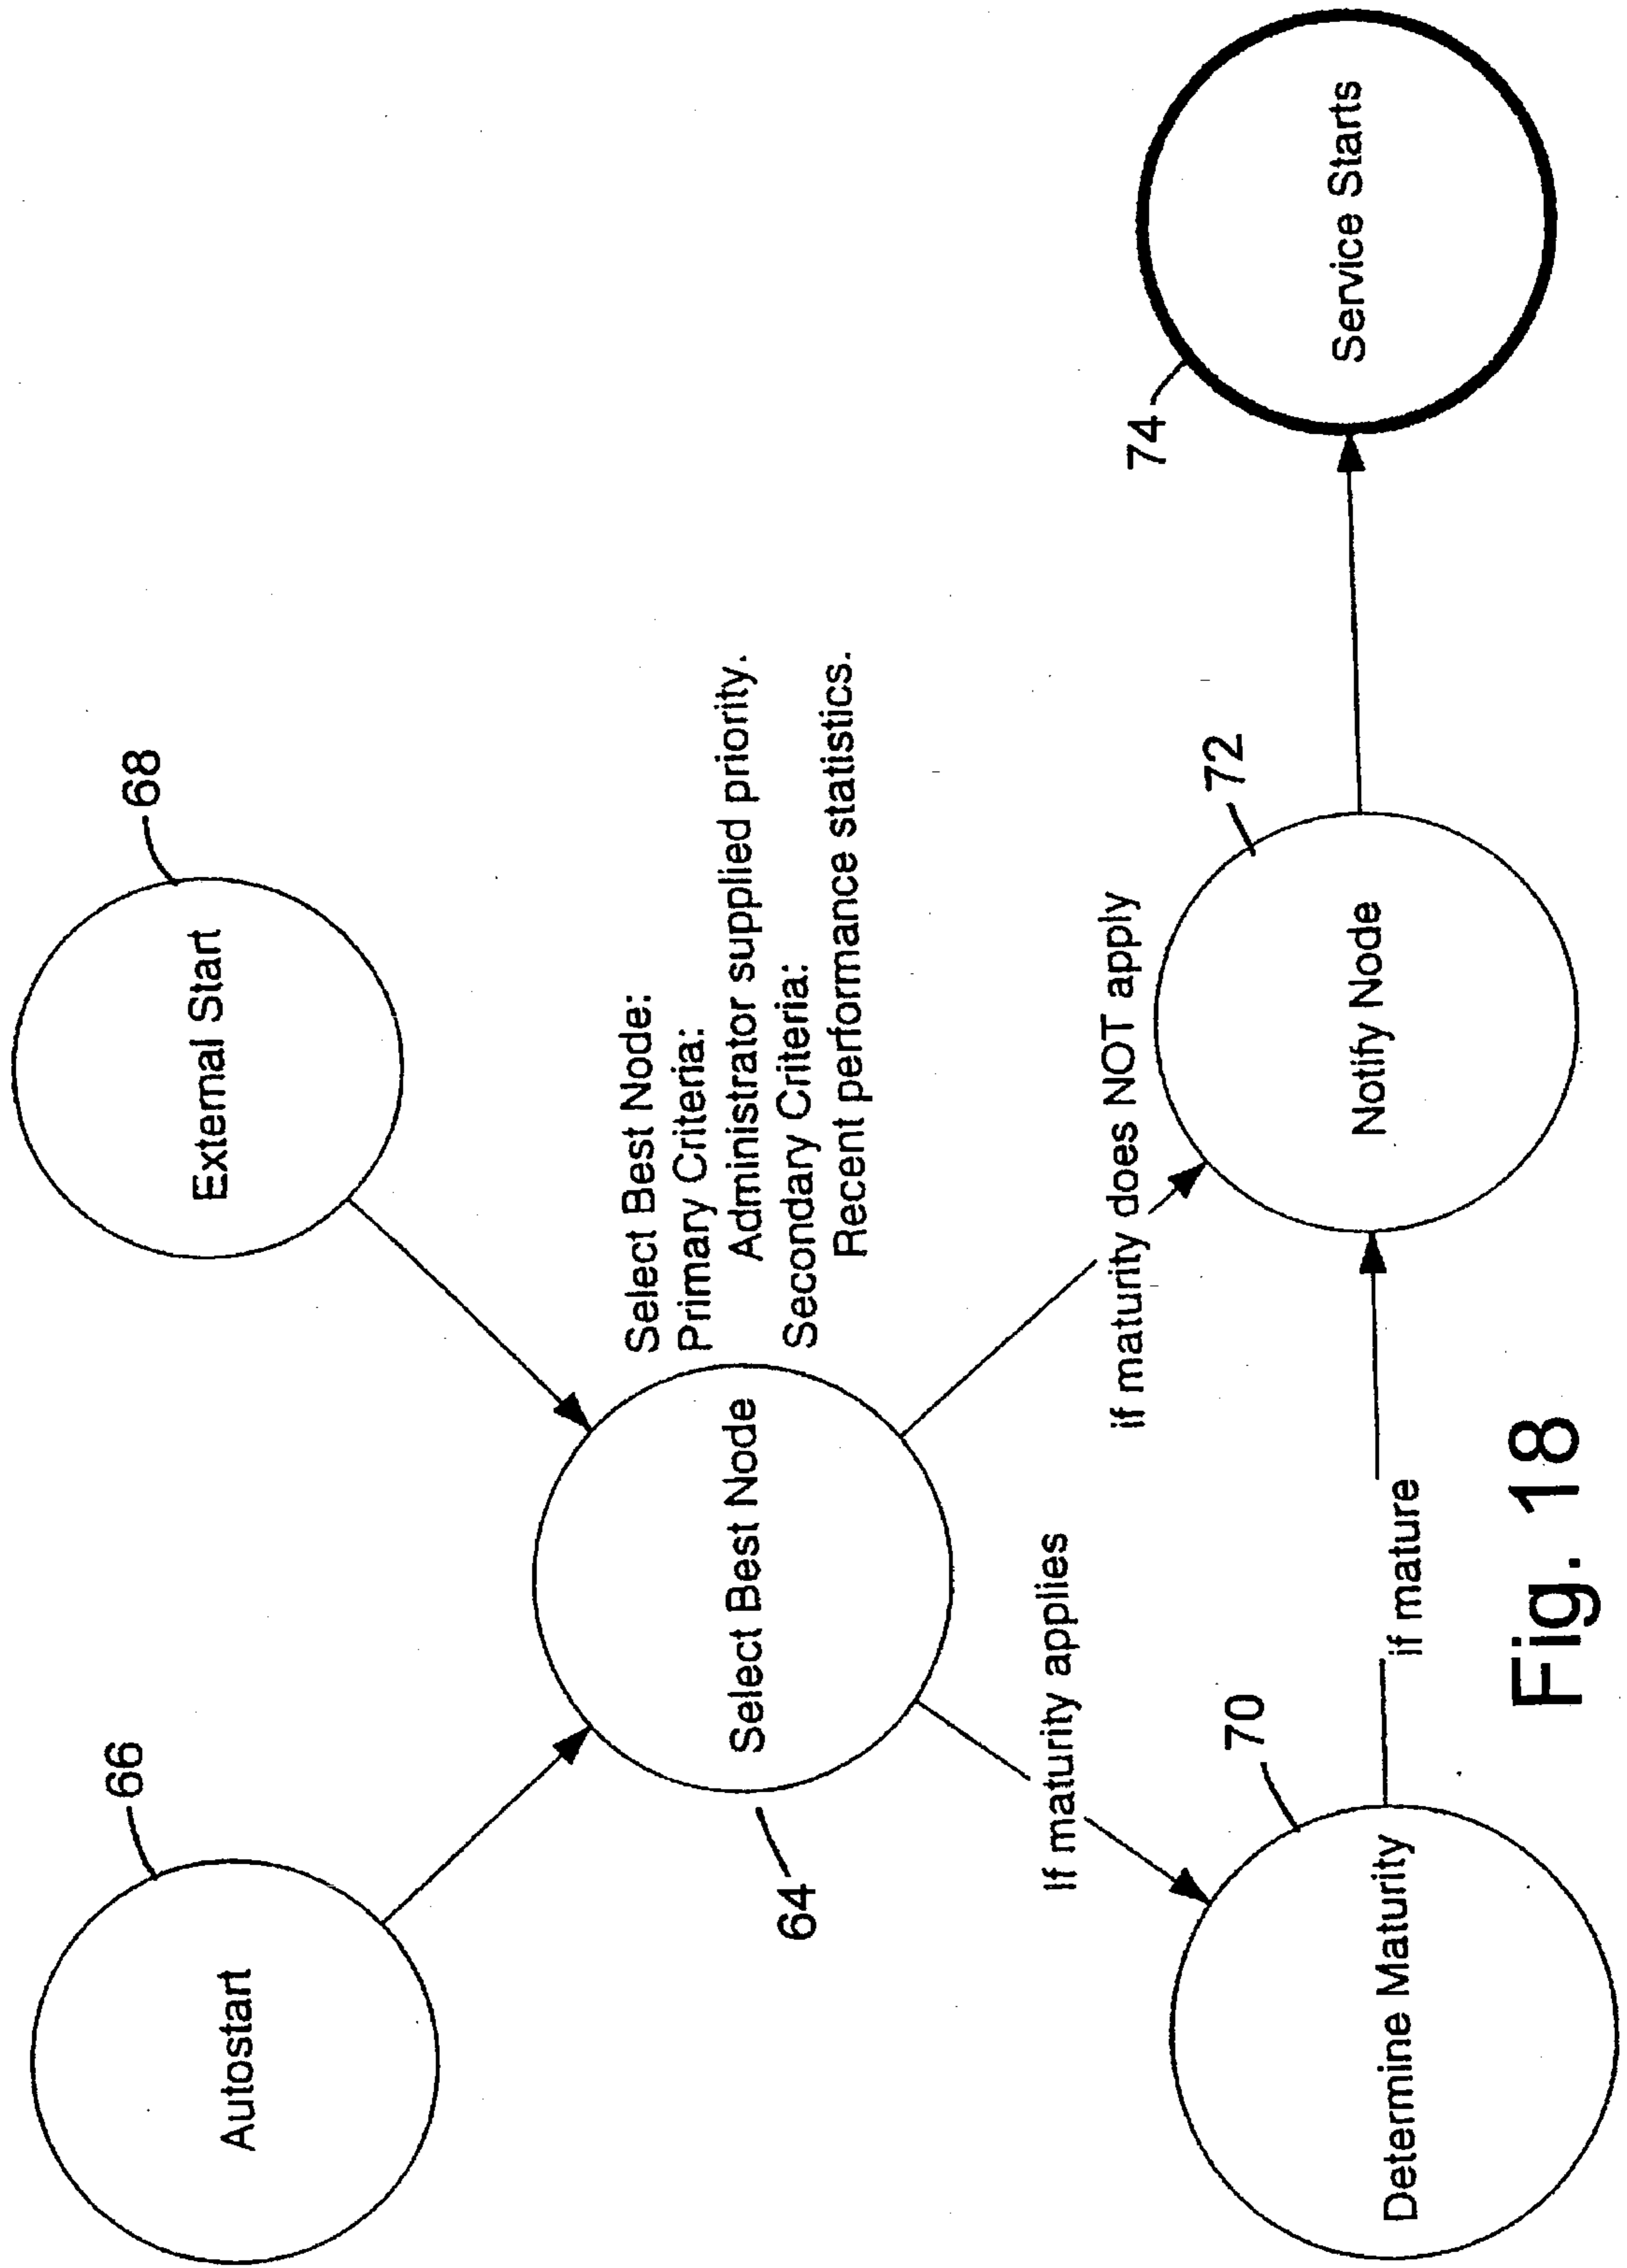 66
Autostart
68
External Start
Select Best Node
64
Select Best Node:
Primary Criteria:
Administrator supplied priority.
Secondary Criteria:
Recent performance statistics.
If maturity applies
if maturity does NOT apply
70
Determine Maturity
if mature
72
Notify Node
74
Service Starts
Fig. 18